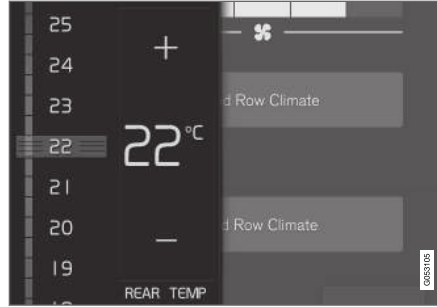 25
24
23
22
21
20
19
+
22°C
−
REAR TEMP
d Row Climate
d Row Climate
G053105